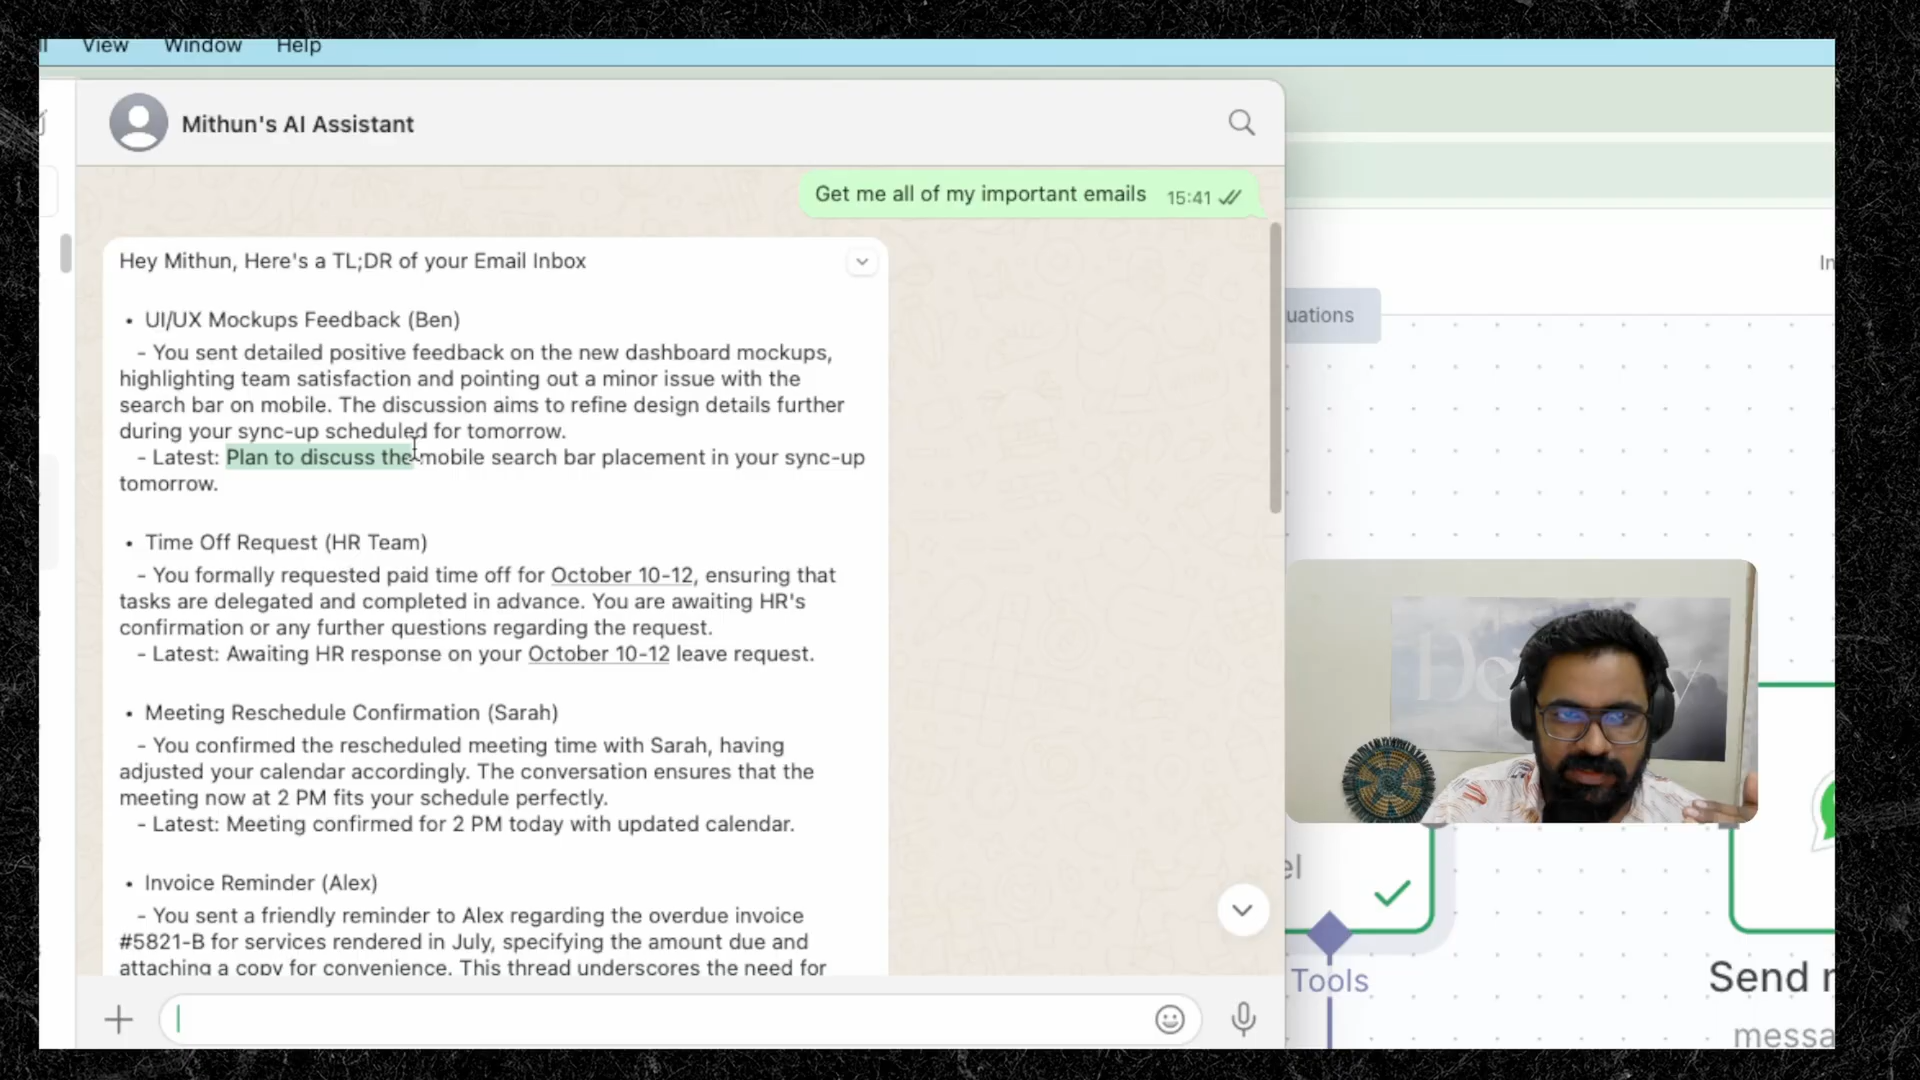 View Window Help
Mithun's AI Assistant
Get me all of my important emails 15:41
Hey Mithun, Here's a TL;DR of your Email Inbox
• UI/UX Mockups Feedback (Ben)
- You sent detailed positive feedback on the new dashboard mockups,
highlighting team satisfaction and pointing out a minor issue with the
search bar on mobile. The discussion aims to refine design details further
during your sync-up scheduled for tomorrow.
- Latest: Plan to discuss the mobile search bar placement in your sync-up
tomorrow.
• Time Off Request (HR Team)
- You formally requested paid time off for October 10-12, ensuring that
tasks are delegated and completed in advance. You are awaiting HR's
confirmation or any further questions regarding the request.
- Latest: Awaiting HR response on your October 10-12 leave request.
• Meeting Reschedule Confirmation (Sarah)
- You confirmed the rescheduled meeting time with Sarah, having
adjusted your calendar accordingly. The conversation ensures that the
meeting now at 2 PM fits your schedule perfectly.
- Latest: Meeting confirmed for 2 PM today with updated calendar.
• Invoice Reminder (Alex)
- You sent a friendly reminder to Alex regarding the overdue invoice
#5821-B for services rendered in July, specifying the amount due and
attaching a copy for convenience. This thread underscores the need for
In
uations
el
Tools
Send
messa